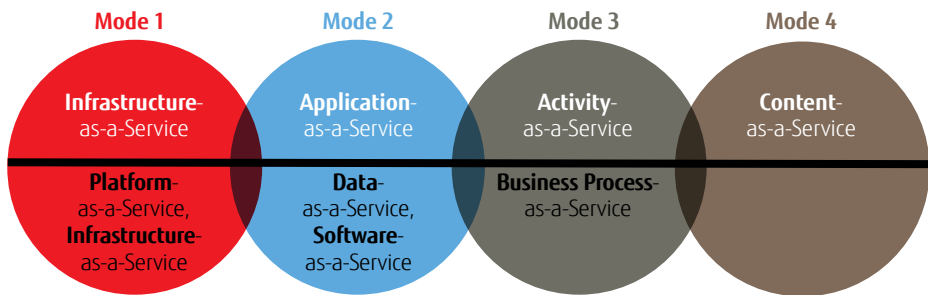 Mode 1
Mode 2
Mode 3
Mode 4
Infrastructure-
as-a-Service
Application-
as-a-Service
Activity-
as-a-Service
Content-
as-a-Service
Platform-
as-a-Service,
Infrastructure-
as-a-Service
Data-
as-a-Service,
Software-
as-a-Service
Business Process-
as-a-Service